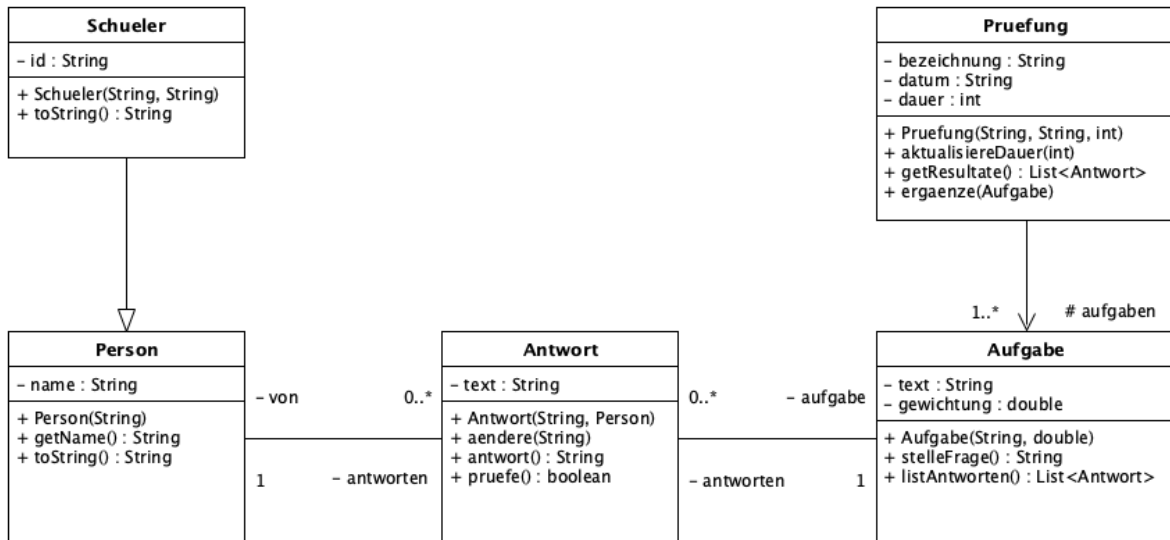 Schueler
– id : String
+ Schueler(String, String)
+ toString() : String
Pruefung
– bezeichnung : String
– datum : String
– dauer : int
+ Pruefung(String, String, int)
+ aktualisiereDauer(int)
+ getResultate() : List<Antwort>
+ ergaenze(Aufgabe)
1..*
# aufgaben
Person
– name : String
+ Person(String)
+ getName() : String
+ toString() : String
– von
0..*
1
– antworten
Antwort
– text : String
+ Antwort(String, Person)
+ aendere(String)
+ antwort() : String
+ pruefe() : boolean
0..*
– aufgabe
– antworten
1
Aufgabe
– text : String
– gewichtung : double
+ Aufgabe(String, double)
+ stelleFrage() : String
+ listAntworten() : List<Antwort>